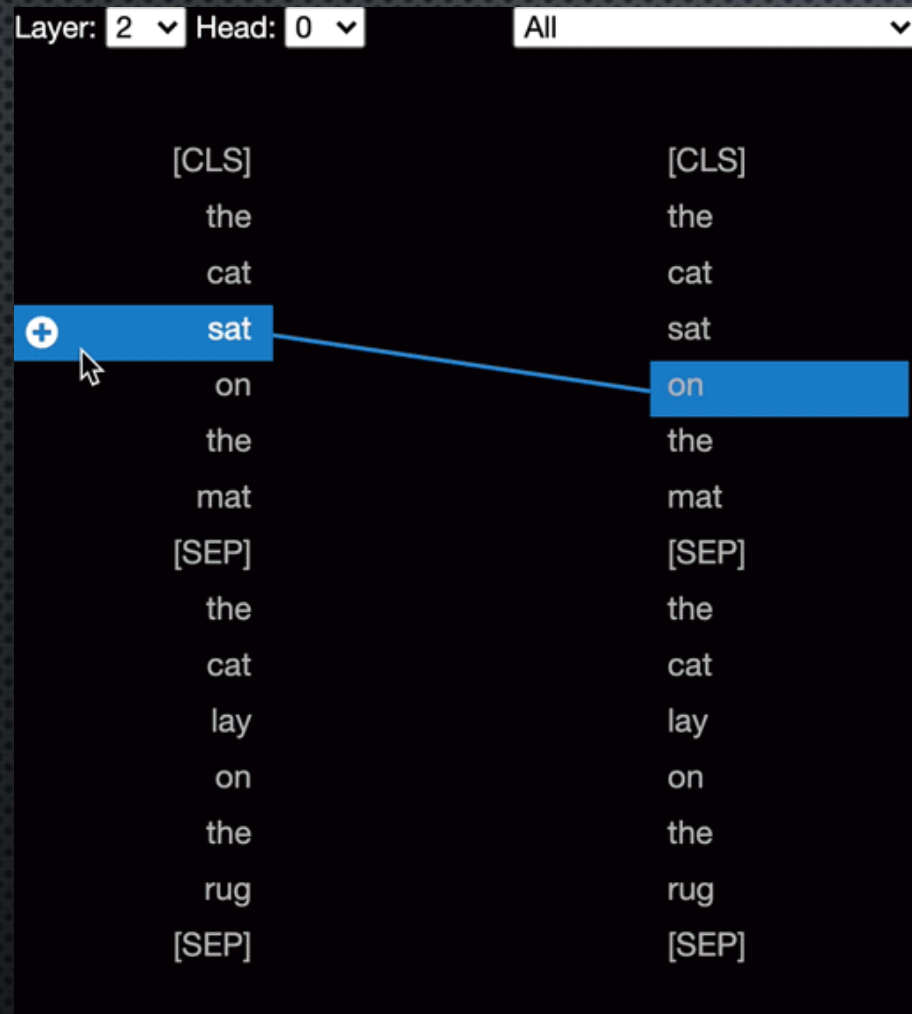 Layer: 2 Head: 0 All
[CLS] [CLS]
the the
cat cat
sat sat
on on
the the
mat mat
[SEP] [SEP]
the the
cat cat
lay lay
on on
the the
rug rug
[SEP] [SEP]